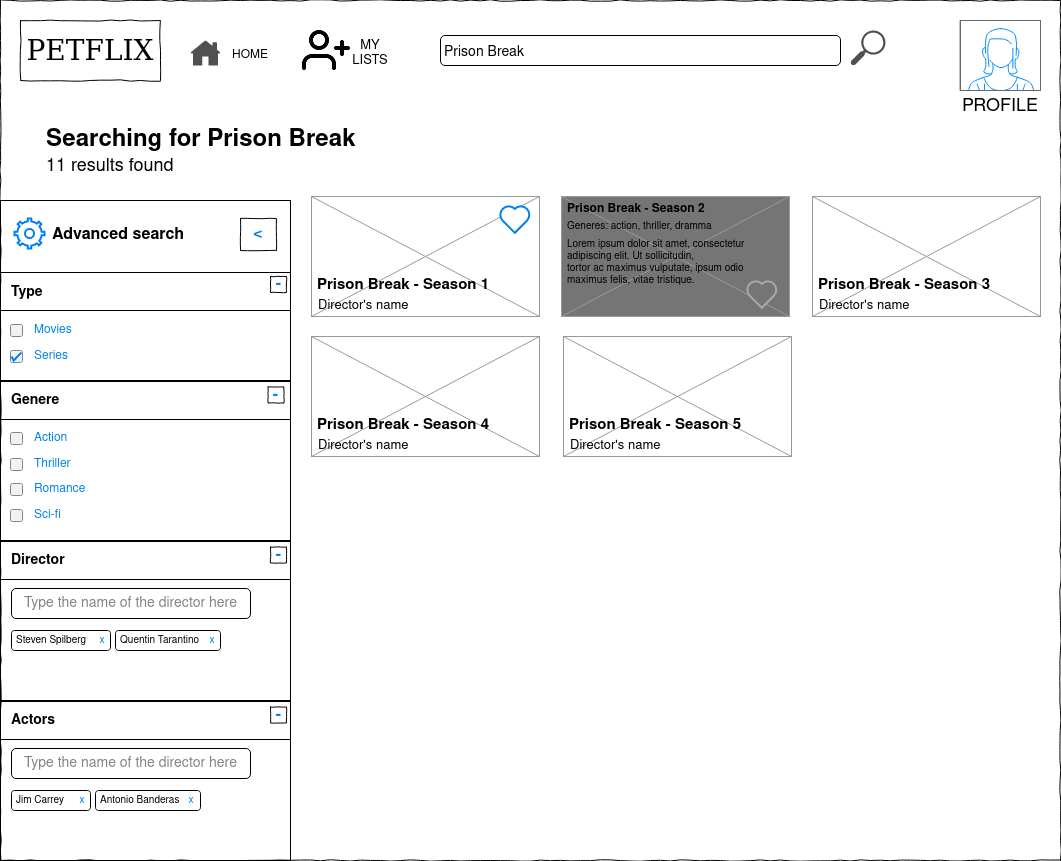 PETFLIX
HOME
MY
LISTS
Prison Break
PROFILE
Searching for Prison Break
11 results found
Advanced search
<
Type
-
Movies
Series
Genere
-
Action
Thriller
Romance
Sci-fi
Director
-
Type the name of the director here
Steven Spilberg x
Quentin Tarantino x
Actors
-
Type the name of the director here
Jim Carrey x
Antonio Banderas x
Prison Break - Season 1
Director's name
Prison Break - Season 2
Generes: action, thriller, dramma
Lorem ipsum dolor sit amet, consectetur
adipiscing elit. Ut sollicitudin,
tortor ac maximus vulputate, ipsum odio
maximus felis, vitae tristique.
Prison Break - Season 3
Director's name
Prison Break - Season 4
Director's name
Prison Break - Season 5
Director's name